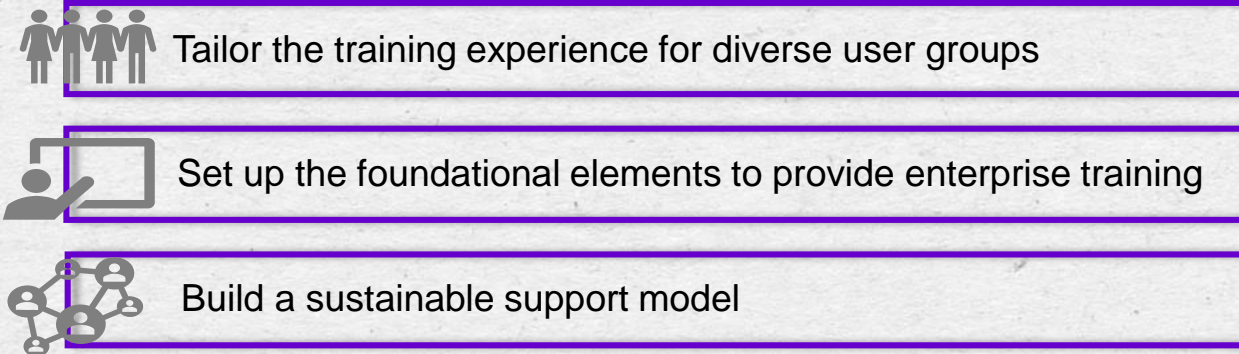 Tailor the training experience for diverse user groups
Set up the foundational elements to provide enterprise training
Build a sustainable support model